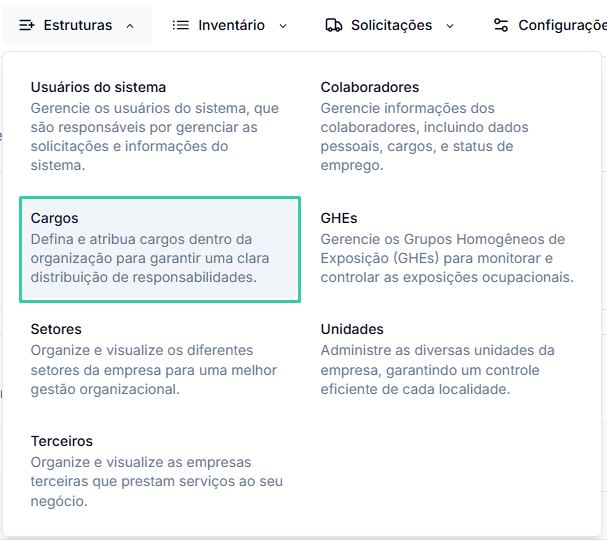 Estruturas
Inventário
Solicitações
Usuários do sistema
Gerencie os usuários do sistema, que
são responsáveis por gerenciar as
solicitações e informações do
sistema.
Colaboradores
Gerencie informações dos
colaboradores, incluindo dados
pessoais, cargos, e status de
emprego.
Cargos
Defina e atribua cargos dentro da
organização para garantir uma clara
distribuição de responsabilidades.
GHEs
Gerencie os Grupos Homogêneos de
Exposição (GHEs) para monitorar e
controlar as exposições ocupacionais.
Setores
Organize e visualize os diferentes
setores da empresa para uma melhor
gestão organizacional.
Unidades
Administre as diversas unidades da
empresa, garantindo um controle
eficiente de cada localidade.
Terceiros
Organize e visualize as empresas
terceiras que prestam serviços ao seu
negócio.